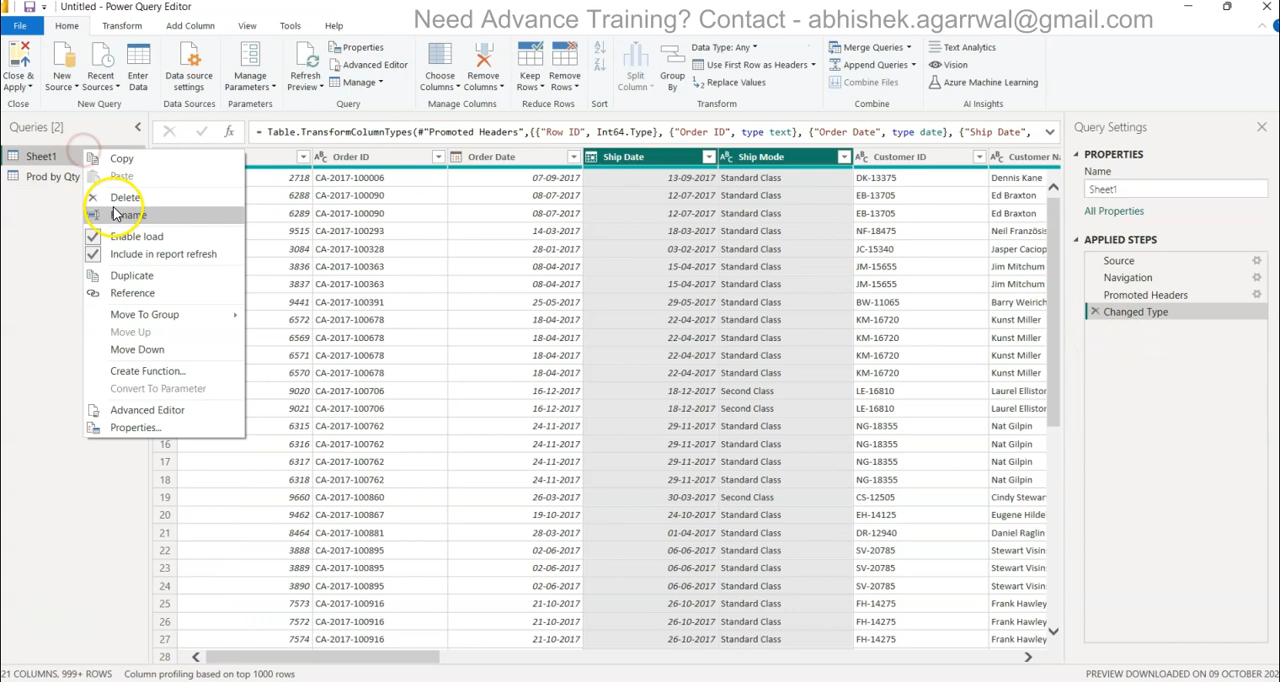 Untitled - Power Query Editor
Need Advance Training? Contact - abhishek.agarrwal@gmail.com
File Home Transform Add Column View Tools Help
Close & Apply
New Source
Recent Sources
Enter Data
Data source settings
Manage Parameters
Refresh Preview
Properties
Advanced Editor
Manage
Choose Columns
Remove Columns
Keep Rows
Remove Rows
Split Column
Group By
Data Type: Any
Use First Row as Headers
Replace Values
Merge Queries
Append Queries
Combine Files
Text Analytics
Vision
Azure Machine Learning
Close New Query Data Sources Parameters Query Manage Columns Reduce Rows Sort Transform Combine AI Insights
Queries [2]
= Table.TransformColumnTypes(#"Promoted Headers",{{"Row ID", Int64.Type}, {"Order ID", type text}, {"Order Date", type date}, {"Ship Date",
Sheet1
Prod by Qty
Copy
Paste
Delete
Enable load
Include in report refresh
Duplicate
Reference
Move To Group
Move Up
Move Down
Create Function...
Convert To Parameter
Advanced Editor
Properties...
Order ID Order Date Ship Date Ship Mode Customer ID Customer Na
2718 CA-2017-100006 07-09-2017 13-09-2017 Standard Class DK-13375 Dennis Kane
6288 CA-2017-100090 08-07-2017 12-07-2017 Standard Class EB-13705 Ed Braxton
6289 CA-2017-100090 08-07-2017 12-07-2017 Standard Class EB-13705 Ed Braxton
9515 CA-2017-100293 14-03-2017 18-03-2017 Standard Class NF-18475 Neil Französis
3084 CA-2017-100328 28-01-2017 03-02-2017 Standard Class JC-15340 Jasper Caciop
3836 CA-2017-100363 08-04-2017 15-04-2017 Standard Class JM-15655 Jim Mitchum
3837 CA-2017-100363 08-04-2017 15-04-2017 Standard Class JM-15655 Jim Mitchum
9441 CA-2017-100391 25-05-2017 29-05-2017 Standard Class BW-11065 Barry Weirich
6572 CA-2017-100678 18-04-2017 22-04-2017 Standard Class KM-16720 Kunst Miller
6569 CA-2017-100678 18-04-2017 22-04-2017 Standard Class KM-16720 Kunst Miller
6571 CA-2017-100678 18-04-2017 22-04-2017 Standard Class KM-16720 Kunst Miller
6570 CA-2017-100678 18-04-2017 22-04-2017 Standard Class KM-16720 Kunst Miller
9020 CA-2017-100706 16-12-2017 18-12-2017 Second Class LE-16810 Laurel Elliston
9021 CA-2017-100706 16-12-2017 18-12-2017 Second Class LE-16810 Laurel Elliston
6315 CA-2017-100762 24-11-2017 29-11-2017 Standard Class NG-18355 Nat Gilpin
16 6316 CA-2017-100762 24-11-2017 29-11-2017 Standard Class NG-18355 Nat Gilpin
17 6317 CA-2017-100762 24-11-2017 29-11-2017 Standard Class NG-18355 Nat Gilpin
18 6318 CA-2017-100762 24-11-2017 29-11-2017 Standard Class NG-18355 Nat Gilpin
19 9660 CA-2017-100860 26-03-2017 30-03-2017 Second Class CS-12505 Cindy Stewar
20 9462 CA-2017-100867 19-10-2017 24-10-2017 Standard Class EH-14125 Eugene Hilde
21 8464 CA-2017-100881 28-03-2017 01-04-2017 Standard Class DR-12940 Daniel Raglin
22 3888 CA-2017-100895 02-06-2017 06-06-2017 Standard Class SV-20785 Stewart Visin
23 3889 CA-2017-100895 02-06-2017 06-06-2017 Standard Class SV-20785 Stewart Visin
24 3890 CA-2017-100895 02-06-2017 06-06-2017 Standard Class SV-20785 Stewart Visin
25 7573 CA-2017-100916 21-10-2017 26-10-2017 Standard Class FH-14275 Frank Hawley
26 7572 CA-2017-100916 21-10-2017 26-10-2017 Standard Class FH-14275 Frank Hawley
27 7574 CA-2017-100916 21-10-2017 26-10-2017 Standard Class FH-14275 Frank Hawley
28
Query Settings
PROPERTIES
Name
Sheet1
All Properties
APPLIED STEPS
Source
Navigation
Promoted Headers
Changed Type
21 COLUMNS, 999+ ROWS Column profiling based on top 1000 rows
PREVIEW DOWNLOADED ON 09 OCTOBER 202